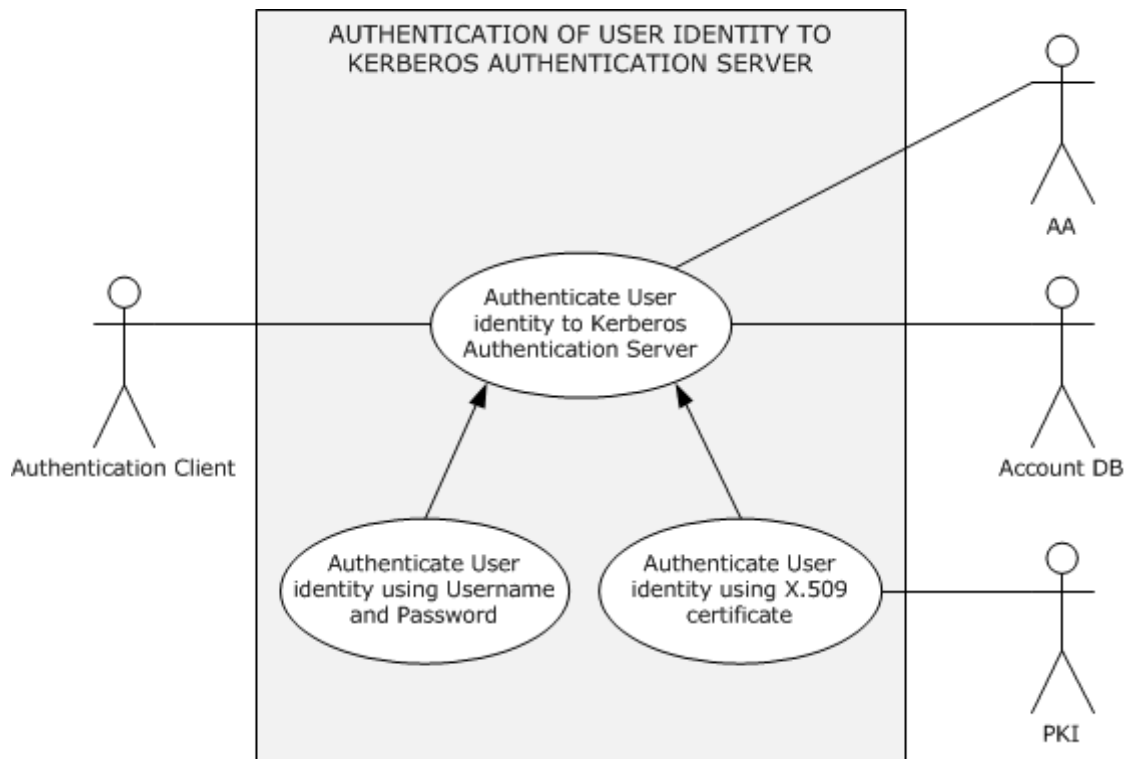 AUTHENTICATION OF USER IDENTITY TO
KERBEROS AUTHENTICATION SERVER
AA
Authenticate User
identity to Kerberos
Authentication Server
Authentication Client
Account DB
Authenticate User
identity using Username
and Password
Authenticate User
identity using X.509
certificate
PKI